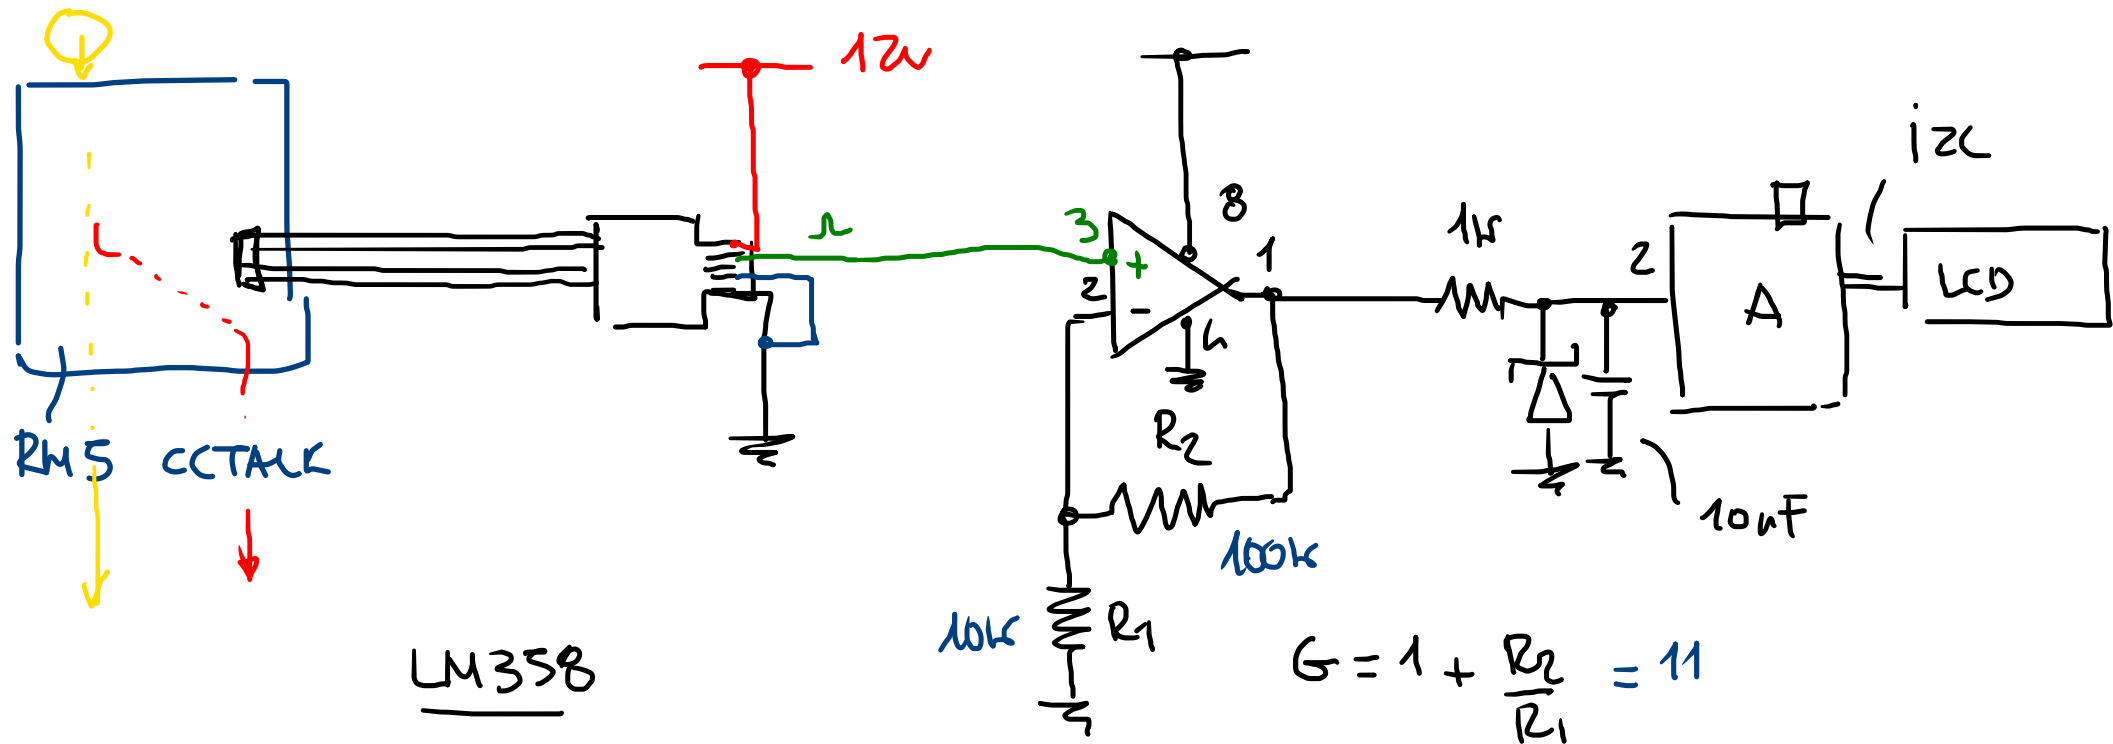 12v
i2c
8
3
1
1k
+
2
2
-
4
A
LCD
R2
RM5 CCTALK
10nF
100k
10k
R1
LM358
G = 1 + R2/R1 = 11